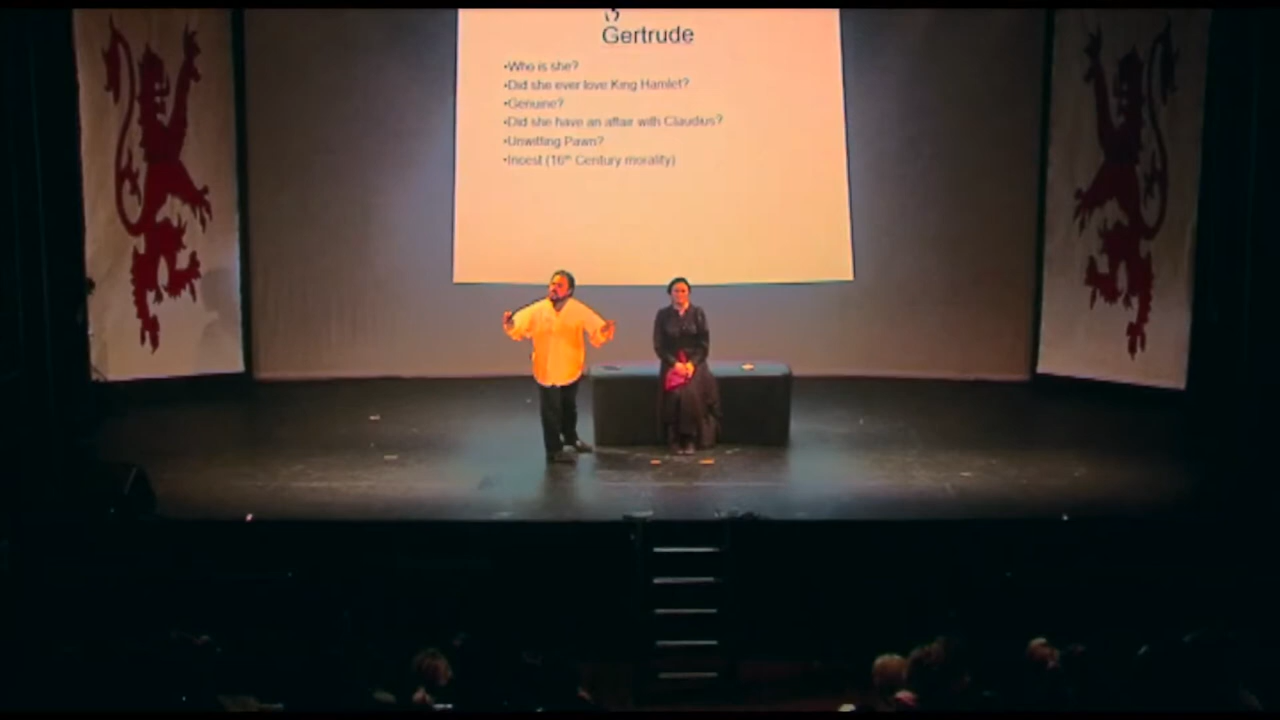 Gertrude
•Who is she?
•Did she ever love King Hamlet?
•Genuine?
•Did she have an affair with Claudius?
•Unwitting Pawn?
•Incest (16th Century morality)